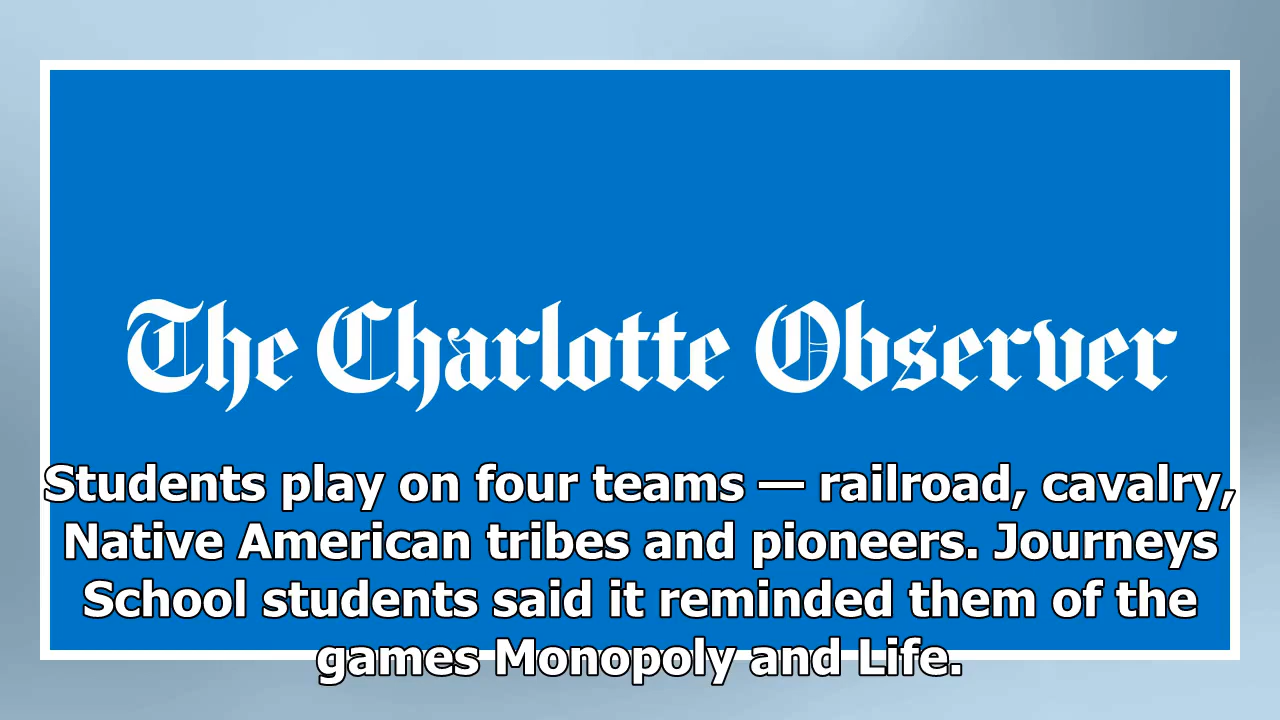 The Charlotte Observer
Students play on four teams — railroad, cavalry,
Native American tribes and pioneers. Journeys
School students said it reminded them of the
games Monopoly and Life.